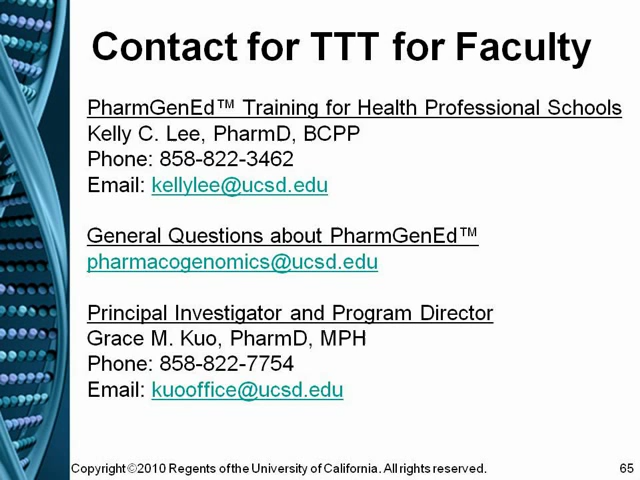 Contact for TTT for Faculty
PharmGenEd™ Training for Health Professional Schools
Kelly C. Lee, PharmD, BCPP
Phone: 858-822-3462
Email: kellylee@ucsd.edu
General Questions about PharmGenEd™
pharmacogenomics@ucsd.edu
Principal Investigator and Program Director
Grace M. Kuo, PharmD, MPH
Phone: 858-822-7754
Email: kuooffice@ucsd.edu
Copyright ©2010 Regents of the University of California. All rights reserved. 65